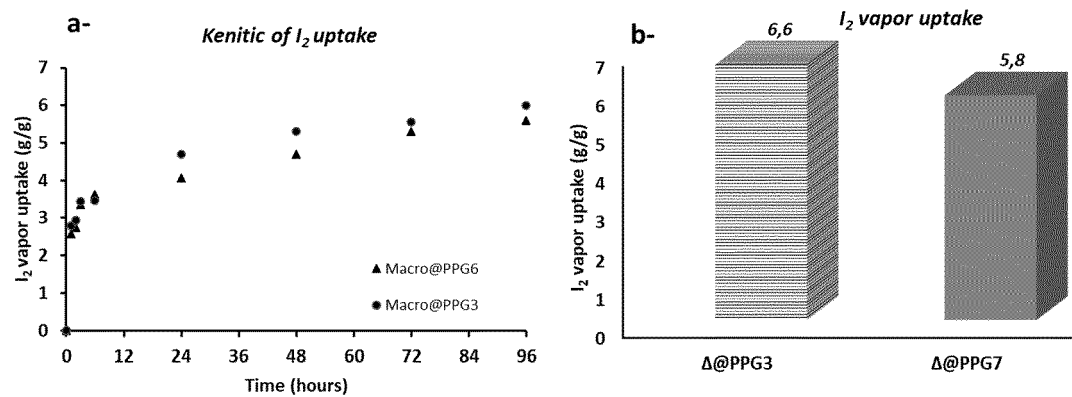 a-
Kenitic of I₂ uptake
I₂ vapor uptake (g/g)
7
6
5
4
3
2
1
0
Macro@PPG6
Macro@PPG3
0 12 24 36 48 60 72 84 96
Time (hours)
b-
I₂ vapor uptake
I₂ vapor uptake (g/g)
7
6
5
4
3
2
1
0
6,6
5,8
Δ@PPG3 Δ@PPG7